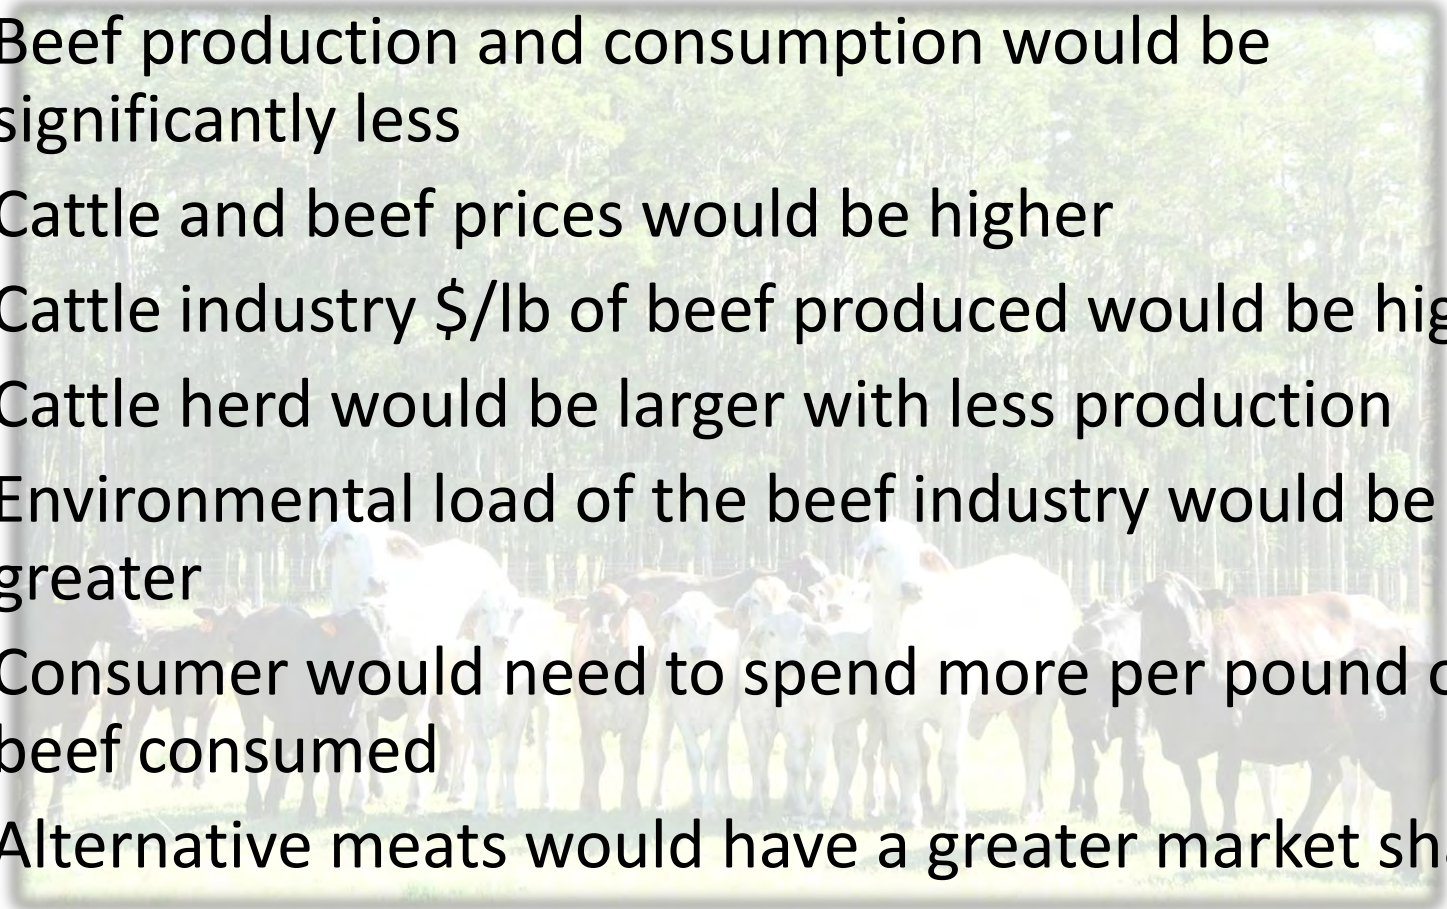 Beef production and consumption would be
significantly less
Cattle and beef prices would be higher
Cattle industry $/lb of beef produced would be
Cattle herd would be larger with less production
Environmental load of the beef industry would be
greater
Consumer would need to spend more per pound
beef consumed
Alternative meats would have a greater market